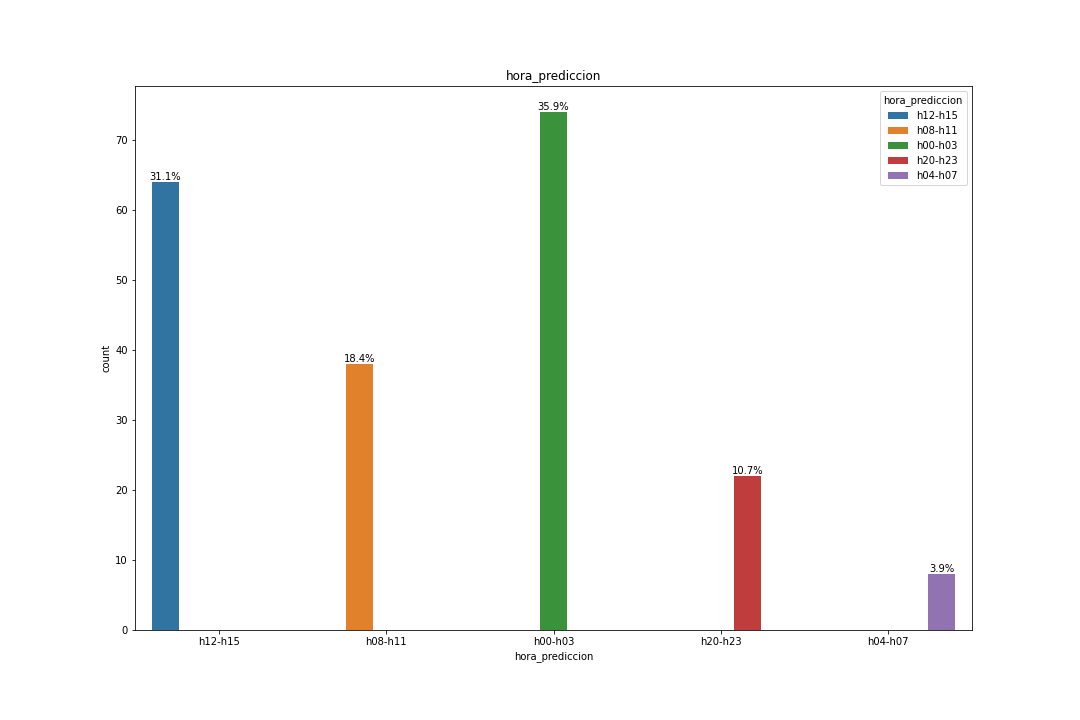 hora_prediccion
35.9%
hora_prediccion
h12-h15
h08-h11
h00-h03
h20-h23
h04-h07
70
31.1%
60
50
count
40
18.4%
30
10.7%
20
10
3.9%
0
h12-h15 h08-h11 h00-h03 h20-h23 h04-h07
hora_prediccion